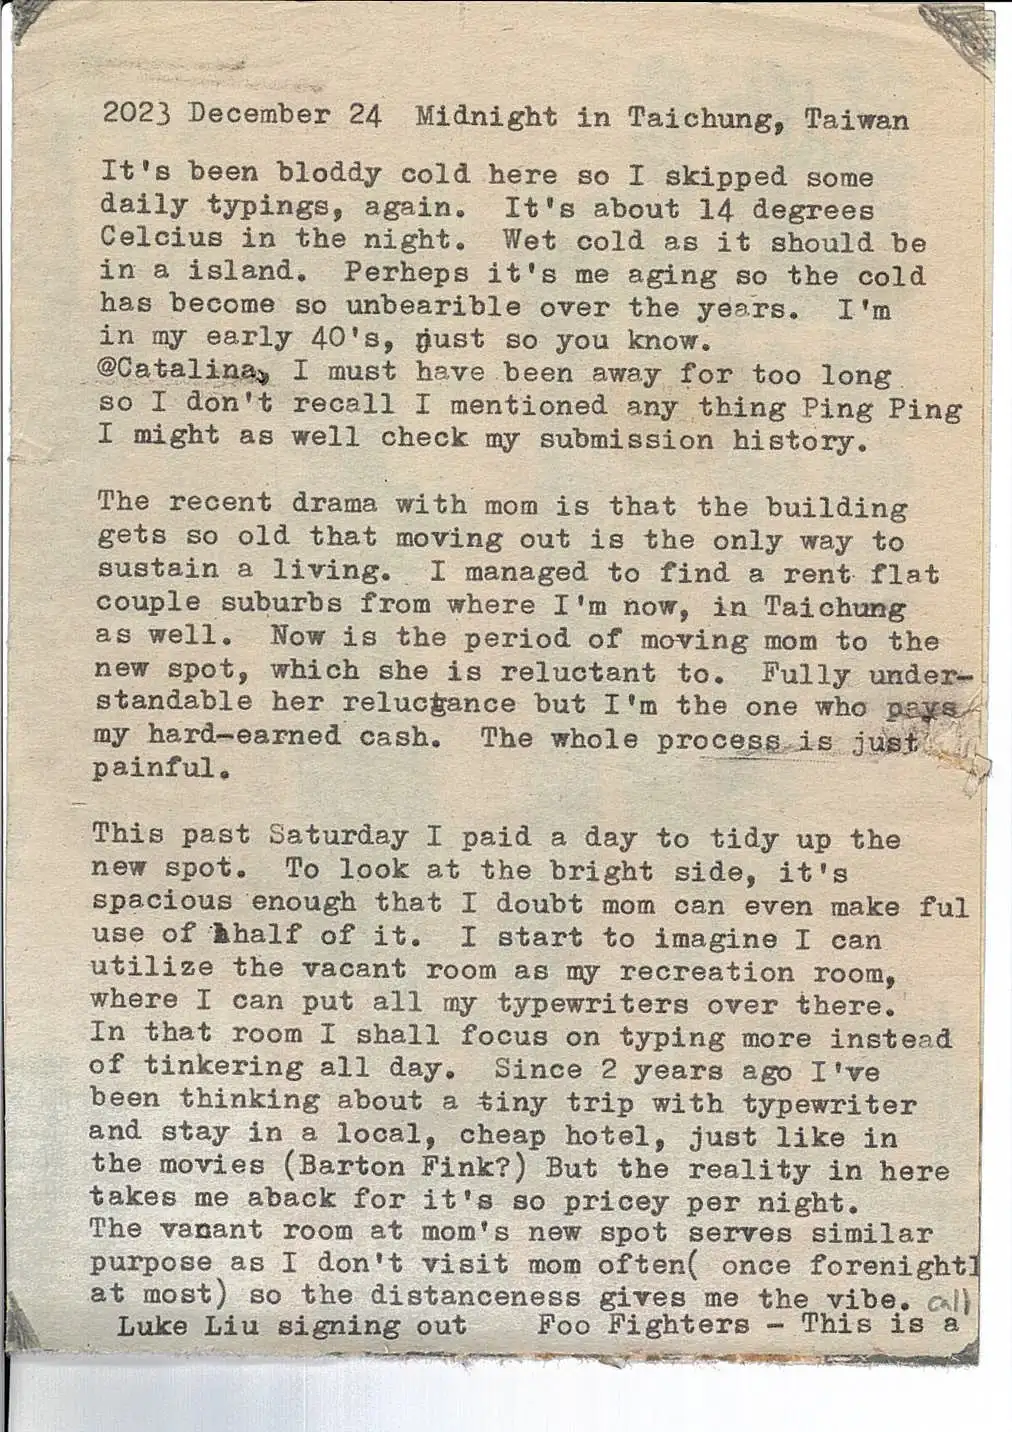 2023 December 24  Midnight in Taichung, Taiwan
It's been bloddy cold here so I skipped some
daily typings, again.  It's about 14 degrees
Celcius in the night.  Wet cold as it should be
in a island.  Perheps it's me aging so the cold
has become so unbearible over the years.  I'm
in my early 40's, just so you know.
@Catalina, I must have been away for too long
so I don't recall I mentioned any thing Ping Ping
I might as well check my submission history.

The recent drama with mom is that the building
gets so old that moving out is the only way to
sustain a living.  I managed to find a rent flat
couple suburbs from where I'm now, in Taichung
as well.  Now is the period of moving mom to the
new spot, which she is reluctant to.  Fully under-
standable her reluctance but I'm the one who pays
my hard-earned cash.  The whole process is just
painful.

This past Saturday I paid a day to tidy up the
new spot.  To look at the bright side, it's
spacious enough that I doubt mom can even make ful
use of half of it.  I start to imagine I can
utilize the vacant room as my recreation room,
where I can put all my typewriters over there.
In that room I shall focus on typing more instead
of tinkering all day.  Since 2 years ago I've
been thinking about a tiny trip with typewriter
and stay in a local, cheap hotel, just like in
the movies (Barton Fink?) But the reality in here
takes me aback for it's so pricey per night.
The vanant room at mom's new spot serves similar
purpose as I don't visit mom often( once forenightl
at most) so the distanceness gives me the vibe. call
Luke Liu signing out    Foo Fighters - This is a